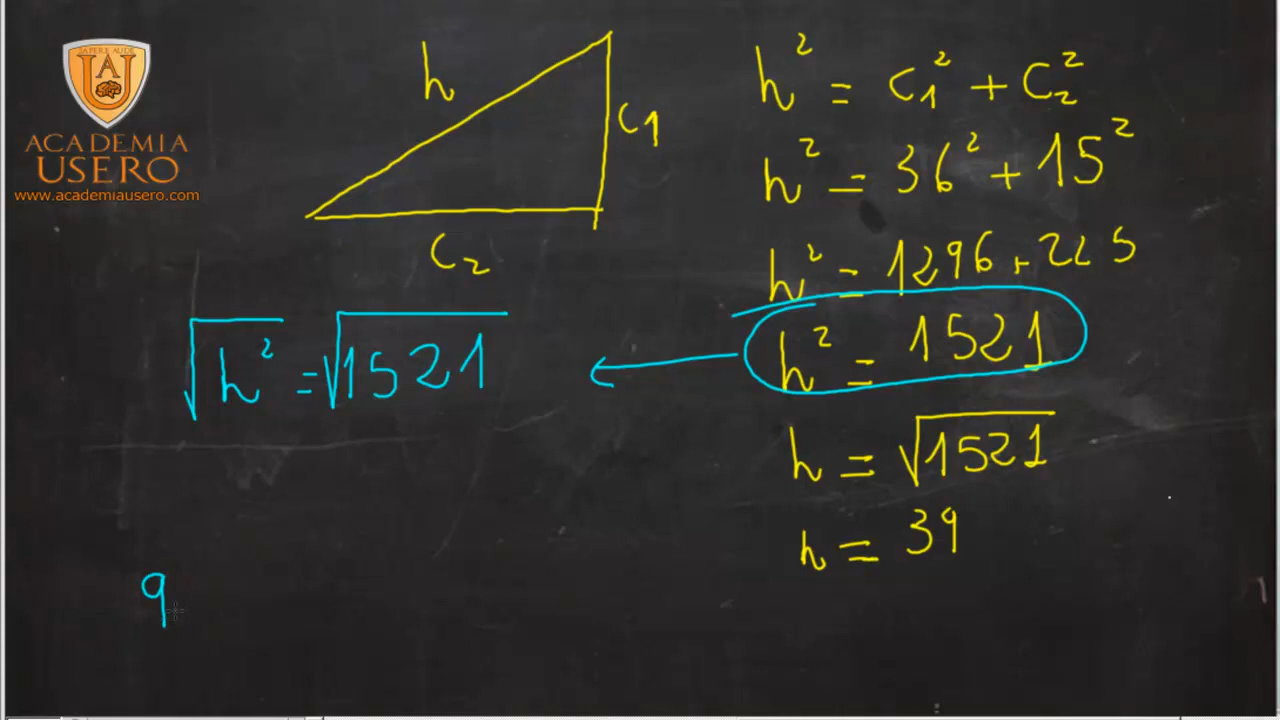 SAPERE AUDE
UA
ACADEMIA
USERO
www.academiausero.com
h
C1
C2
h² = C1² + C2²
h² = 36² + 15²
h² = 1296 + 225
h² = 1521
√h² = √1521
h = √1521
h = 39
9